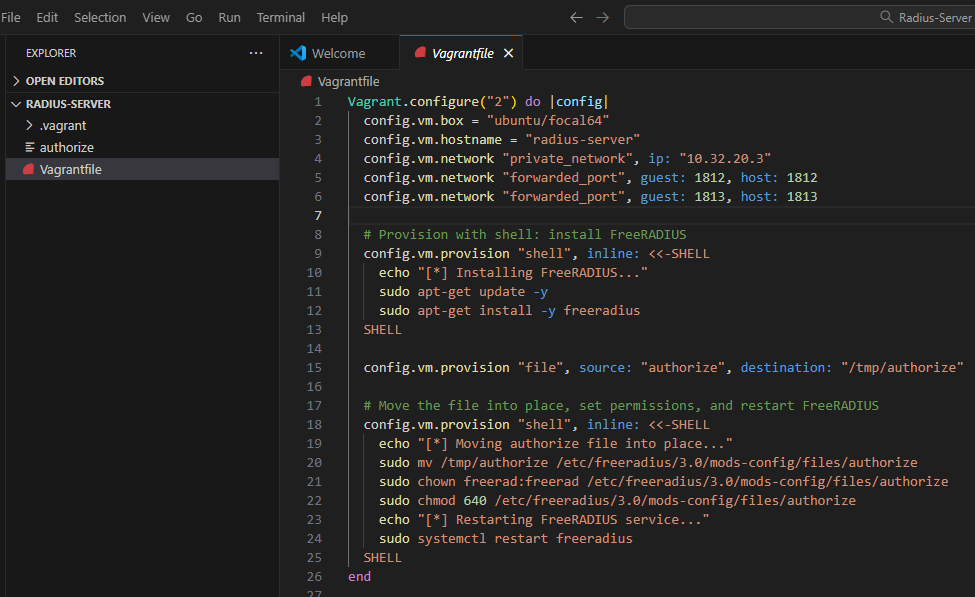 File Edit Selection View Go Run Terminal Help
Radius-Server
EXPLORER
OPEN EDITORS
RADIUS-SERVER
.vagrant
authorize
Vagrantfile
Welcome
Vagrantfile
Vagrantfile
1 Vagrant.configure("2") do |config|
2   config.vm.box = "ubuntu/focal64"
3   config.vm.hostname = "radius-server"
4   config.vm.network "private_network", ip: "10.32.20.3"
5   config.vm.network "forwarded_port", guest: 1812, host: 1812
6   config.vm.network "forwarded_port", guest: 1813, host: 1813
7
8   # Provision with shell: install FreeRADIUS
9   config.vm.provision "shell", inline: <<-SHELL
10     echo "[*] Installing FreeRADIUS..."
11     sudo apt-get update -y
12     sudo apt-get install -y freeradius
13   SHELL
14
15   config.vm.provision "file", source: "authorize", destination: "/tmp/authorize"
16
17   # Move the file into place, set permissions, and restart FreeRADIUS
18   config.vm.provision "shell", inline: <<-SHELL
19     echo "[*] Moving authorize file into place..."
20     sudo mv /tmp/authorize /etc/freeradius/3.0/mods-config/files/authorize
21     sudo chown freerad:freerad /etc/freeradius/3.0/mods-config/files/authorize
22     sudo chmod 640 /etc/freeradius/3.0/mods-config/files/authorize
23     echo "[*] Restarting FreeRADIUS service..."
24     sudo systemctl restart freeradius
25   SHELL
26 end
27